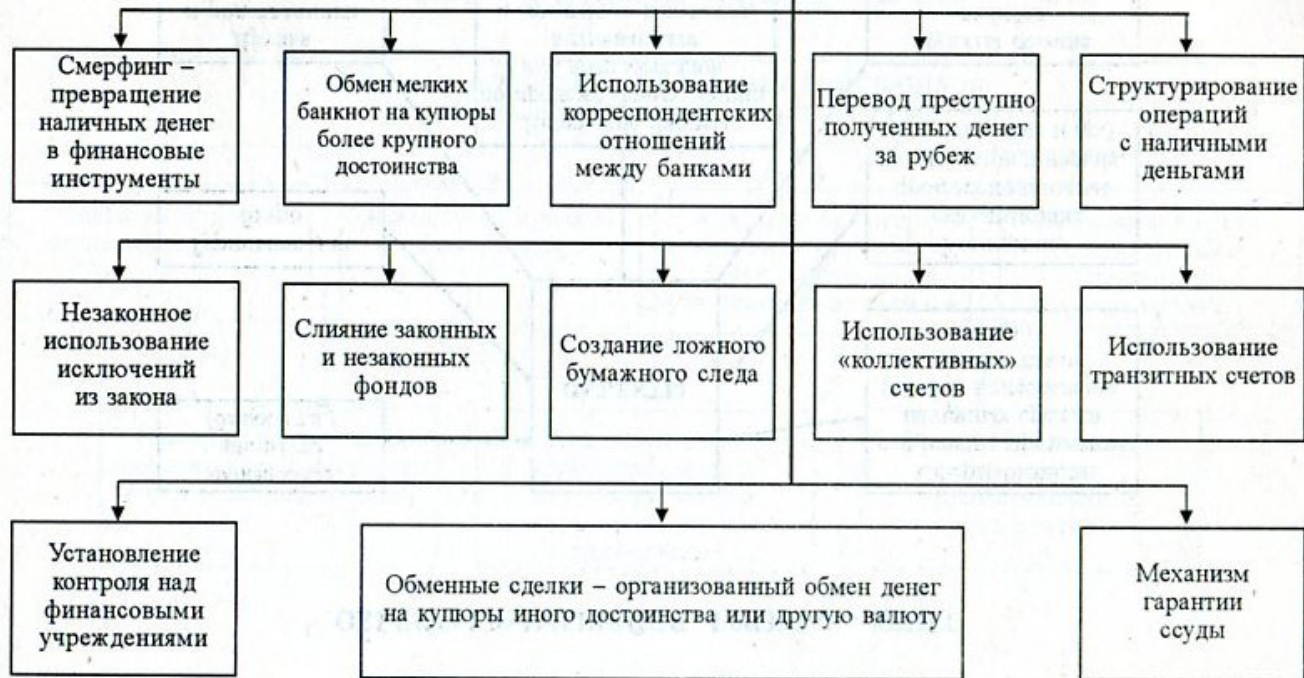 Смерфинг –
превращение
наличных денег
в финансовые
инструменты
Обмен мелких
банкнот на купюры
более крупного
достоинства
Использование
корреспондентских
отношений
между банками
Перевод преступно
полученных денег
за рубеж
Структурирование
операций
с наличными
деньгами
Незаконное
использование
исключений
из закона
Слияние законных
и незаконных
фондов
Создание ложного
бумажного следа
Использование
«коллективных»
счетов
Использование
транзитных счетов
Установление
контроля над
финансовыми
учреждениями
Обменные сделки – организованный обмен денег
на купюры иного достоинства или другую валюту
Механизм
гарантии
ссуды